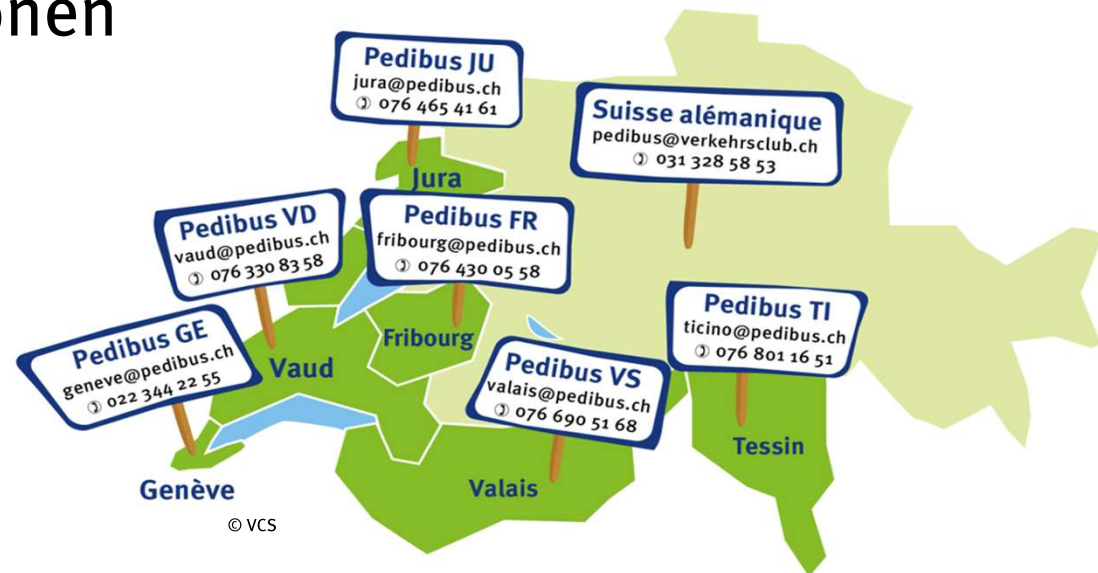 Pedibus JU
jura@pedibus.ch
✆ 076 465 41 61
Suisse alémanique
pedibus@verkehrsclub.ch
✆ 031 328 58 53
Jura
Pedibus VD
vaud@pedibus.ch
✆ 076 330 83 58
Pedibus FR
fribourg@pedibus.ch
✆ 076 430 05 58
Pedibus TI
ticino@pedibus.ch
✆ 076 801 16 51
Pedibus GE
geneve@pedibus.ch
✆ 022 344 22 55
Fribourg
Vaud
Pedibus VS
valais@pedibus.ch
✆ 076 690 51 68
Tessin
Genève
Valais
© VCS